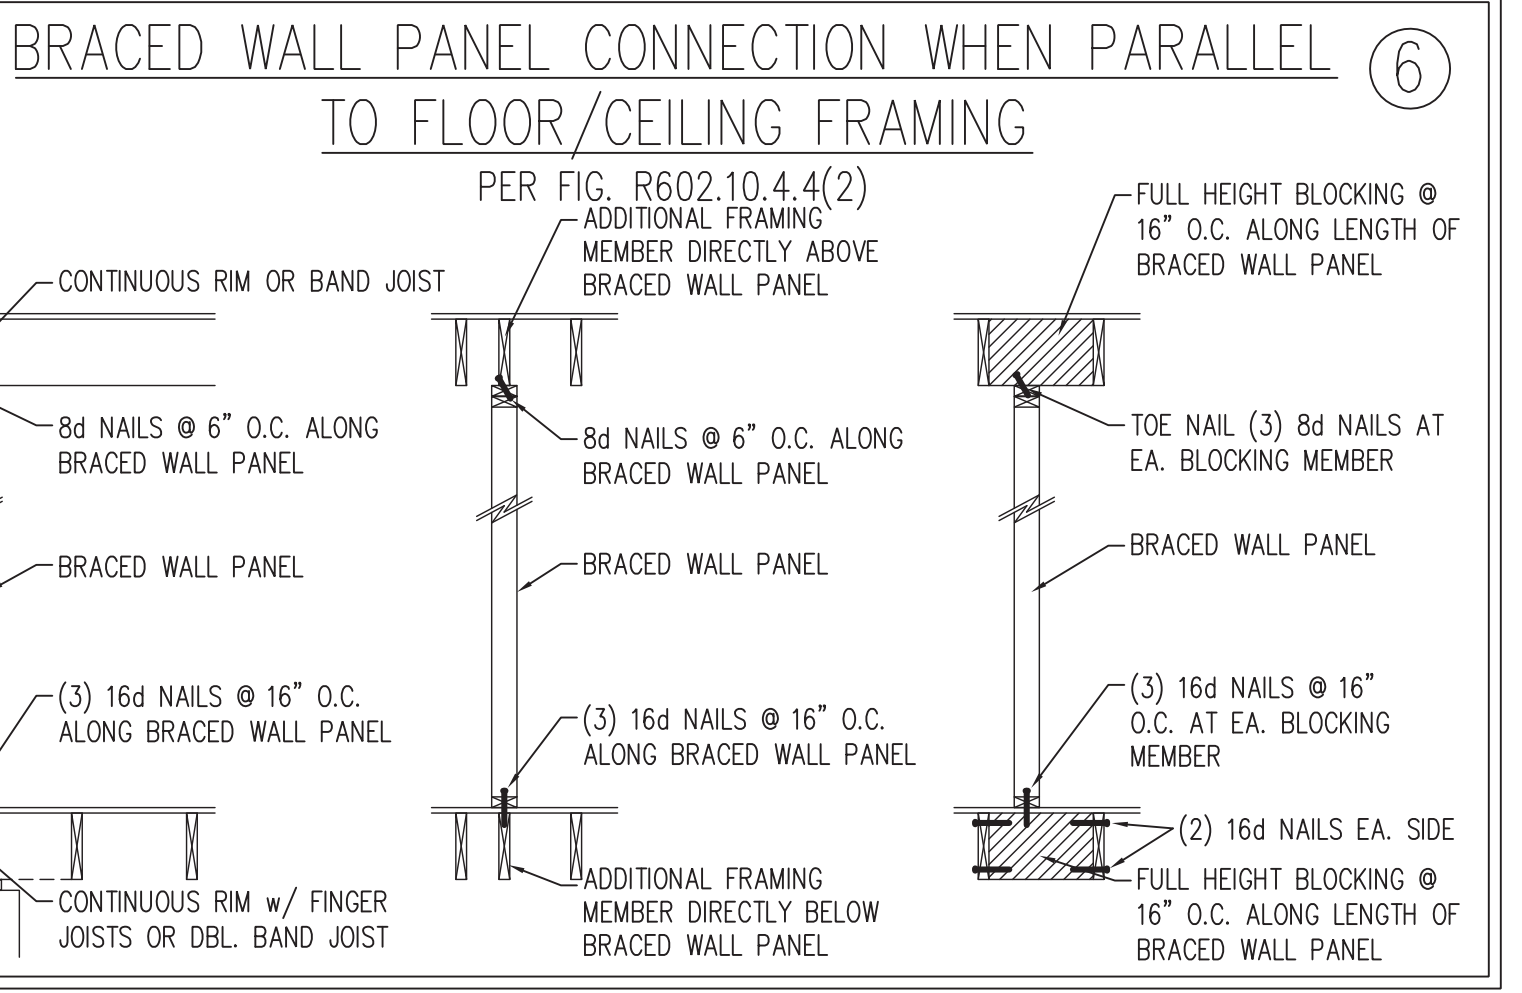 BRACED WALL PANEL CONNECTION WHEN PARALLEL
TO FLOOR/CEILING FRAMING
6
PER FIG. R602.10.4.4(2)
CONTINUOUS RIM OR BAND JOIST
8d NAILS @ 6" O.C. ALONG
BRACED WALL PANEL
BRACED WALL PANEL
(3) 16d NAILS @ 16" O.C.
ALONG BRACED WALL PANEL
CONTINUOUS RIM w/ FINGER
JOISTS OR DBL. BAND JOIST
ADDITIONAL FRAMING
MEMBER DIRECTLY ABOVE
BRACED WALL PANEL
8d NAILS @ 6" O.C. ALONG
BRACED WALL PANEL
BRACED WALL PANEL
(3) 16d NAILS @ 16" O.C.
ALONG BRACED WALL PANEL
ADDITIONAL FRAMING
MEMBER DIRECTLY BELOW
BRACED WALL PANEL
FULL HEIGHT BLOCKING @
16" O.C. ALONG LENGTH OF
BRACED WALL PANEL
TOE NAIL (3) 8d NAILS AT
EA. BLOCKING MEMBER
BRACED WALL PANEL
(3) 16d NAILS @ 16"
O.C. AT EA. BLOCKING
MEMBER
(2) 16d NAILS EA. SIDE
FULL HEIGHT BLOCKING @
16" O.C. ALONG LENGTH OF
BRACED WALL PANEL